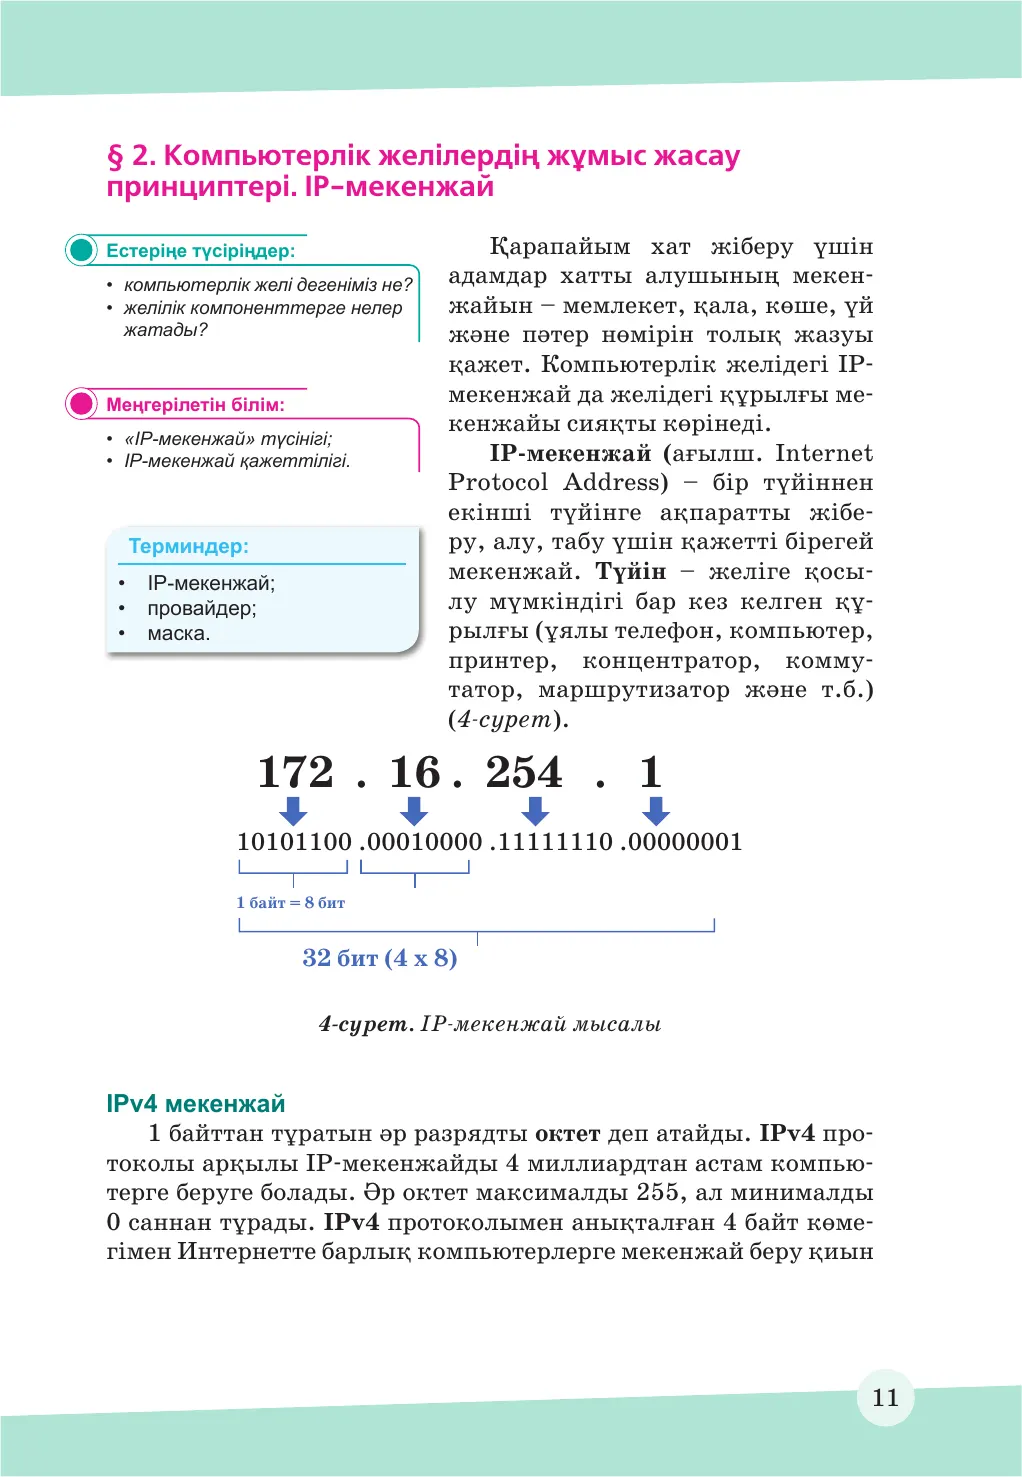 § 2. Компьютерлік желілердің жұмыс жасау
принциптері. IP-мекенжай
Естеріңе түсіріңдер:
• компьютерлік желі дегеніміз не?
• желілік компоненттерге нелер
жатады?
Меңгерілетін білім:
• «IP-мекенжай» түсінігі;
• IP-мекенжай қажеттілігі.
Терминдер:
• IP-мекенжай;
• провайдер;
• маска.
Қарапайым хат жіберу үшін
адамдар хатты алушының мекен-
жайын – мемлекет, қала, көше, үй
және пәтер нөмірін толық жазуы
қажет. Компьютерлік желідегі IP-
мекенжай да желідегі құрылғы ме-
кенжайы сияқты көрінеді.
IP-мекенжай (ағылш. Internet
Protocol Address) – бір түйіннен
екінші түйінге ақпаратты жібе-
ру, алу, табу үшін қажетті бірегей
мекенжай. Түйін – желіге қосы-
лу мүмкіндігі бар кез келген құ-
рылғы (ұялы телефон, компьютер,
принтер, концентратор, комму-
татор, маршрутизатор және т.б.)
(4-сурет).
172 . 16 . 254 . 1
10101100 .00010000 .11111110 .00000001
1 байт = 8 бит
32 бит (4 x 8)
4-сурет. IP-мекенжай мысалы
IPv4 мекенжай
1 байттан тұратын әр разрядты октет деп атайды. IPv4 про-
токолы арқылы IP-мекенжайды 4 миллиардтан астам компью-
терге беруге болады. Әр октет максималды 255, ал минималды
0 саннан тұрады. IPv4 протоколымен анықталған 4 байт көме-
гімен Интернетте барлық компьютерлерге мекенжай беру қиын
11